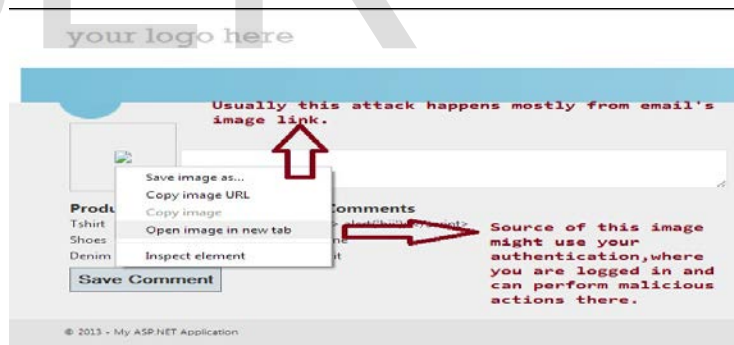 your logo here
Usually this attack happens mostly from email's
image link.
Save image as...
Copy image URL
Copy image
Open image in new tab
Inspect element
Comments
Tshirt
Shoes
Denim
Save Comment
Source of this image
might use your
authentication,where
you are logged in and
can perform malicious
actions there.
© 2013 - My ASP.NET Application